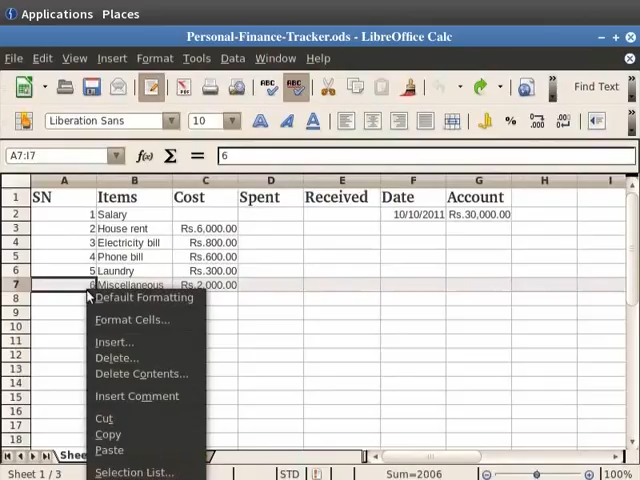 Applications Places
Personal-Finance-Tracker.ods - LibreOffice Calc
File Edit View Insert Format Tools Data Window Help
ABC ABC Find Text
Liberation Sans 10
A7:I7 f(x) Σ = 6
A B C D E F G H I
1 SN Items Cost Spent Received Date Account
2 1 Salary 10/10/2011 Rs.30,000.00
3 2 House rent Rs.6,000.00
4 3 Electricity bill Rs.800.00
5 4 Phone bill Rs.600.00
6 5 Laundry Rs.300.00
7 6 Miscellaneous Rs.2,000.00
8 Default Formatting
9
10 Format Cells...
11 Insert...
12 Delete...
13 Delete Contents...
14
15 Insert Comment
16 Cut
17 Copy
18 Paste
Shee
Selection List...
Sheet 1 / 3 STD Sum=2006 100%